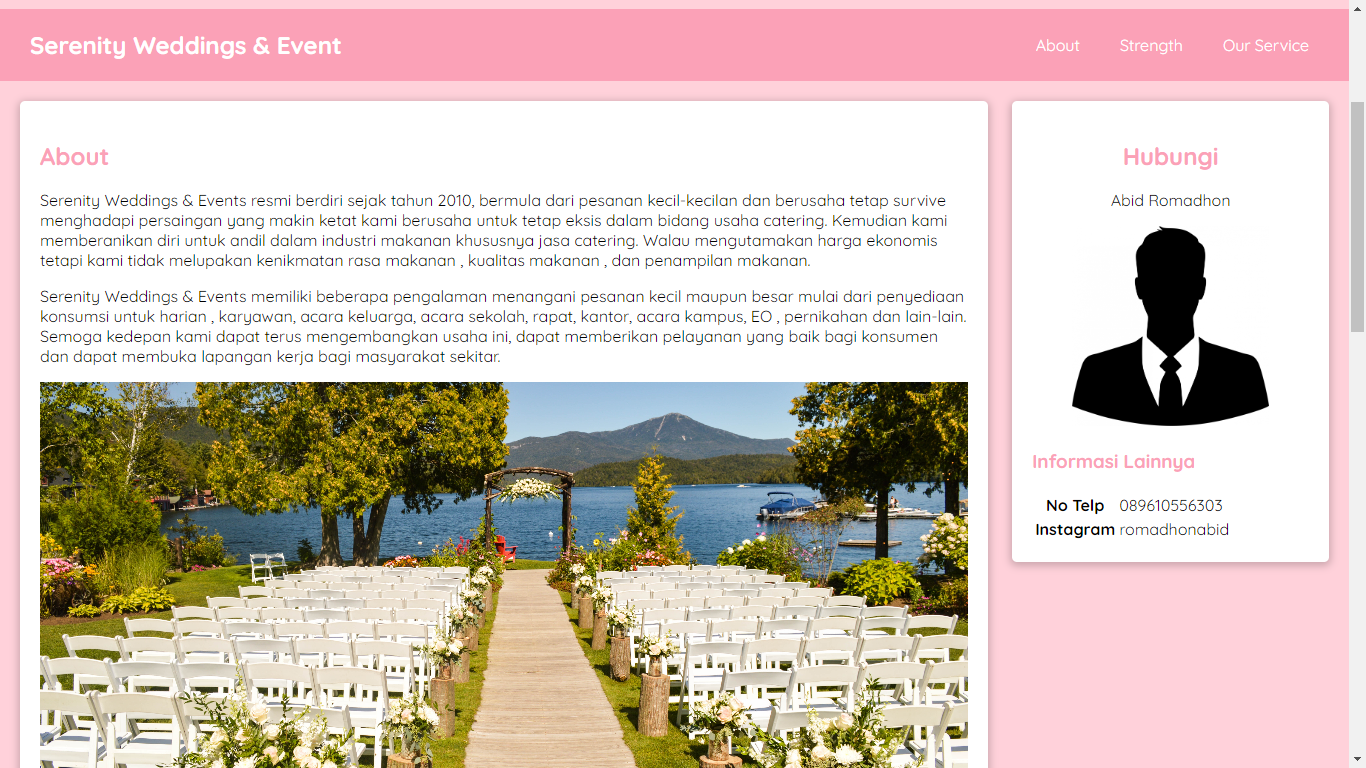 Serenity Weddings & Event
About
Strength
Our Service
About
Serenity Weddings & Events resmi berdiri sejak tahun 2010, bermula dari pesanan kecil-kecilan dan berusaha tetap survive
menghadapi persaingan yang makin ketat kami berusaha untuk tetap eksis dalam bidang usaha catering. Kemudian kami
memberanikan diri untuk andil dalam industri makanan khususnya jasa catering. Walau mengutamakan harga ekonomis
tetapi kami tidak melupakan kenikmatan rasa makanan , kualitas makanan , dan penampilan makanan.
Serenity Weddings & Events memiliki beberapa pengalaman menangani pesanan kecil maupun besar mulai dari penyediaan
konsumsi untuk harian , karyawan, acara keluarga, acara sekolah, rapat, kantor, acara kampus, EO , pernikahan dan lain-lain.
Semoga kedepan kami dapat terus mengembangkan usaha ini, dapat memberikan pelayanan yang baik bagi konsumen
dan dapat membuka lapangan kerja bagi masyarakat sekitar.
Hubungi
Abid Romadhon
Informasi Lainnya
No Telp 089610556303
Instagram romadhonabid